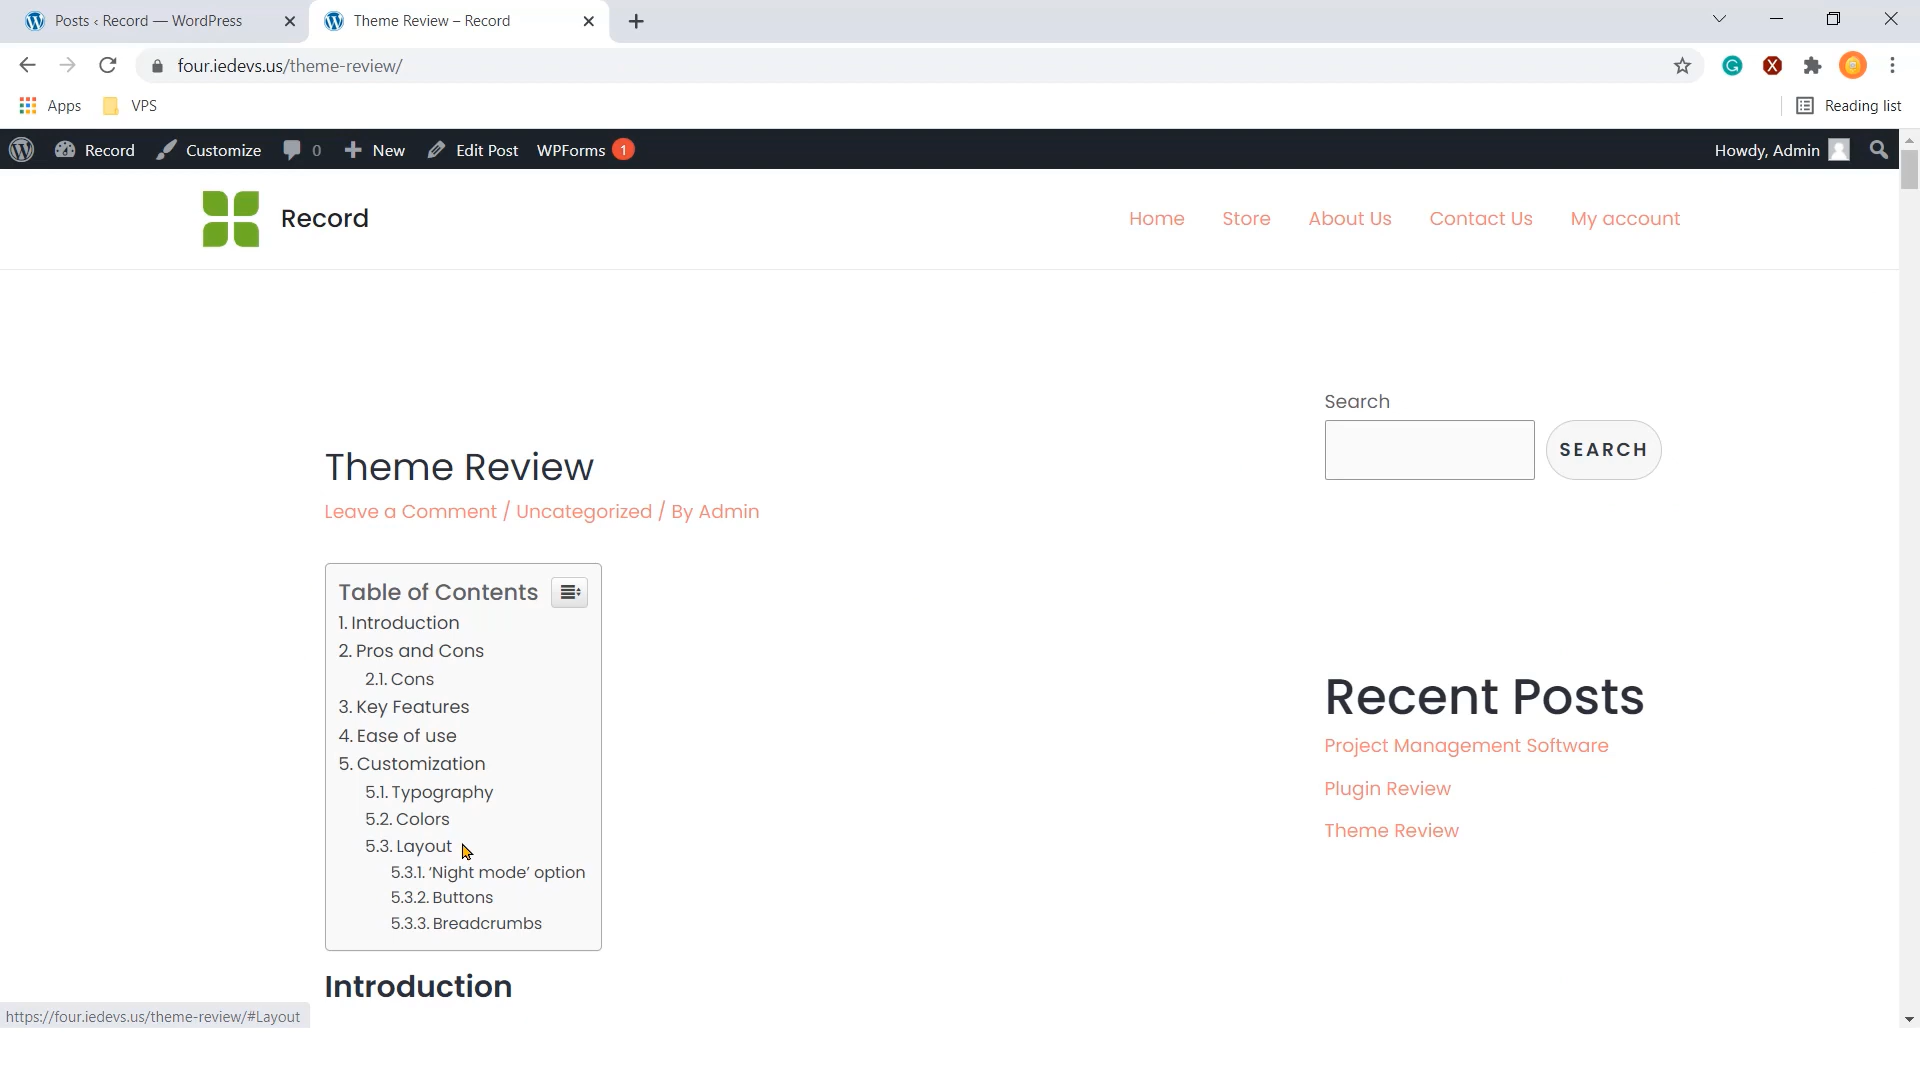 Posts ‹ Record — WordPress
Theme Review – Record
four.iedevs.us/theme-review/
Apps
VPS
Reading list
Record
Customize
0
New
Edit Post
WPForms 1
Howdy, Admin
Record
Home
Store
About Us
Contact Us
My account
Theme Review
Leave a Comment / Uncategorized / By Admin
Table of Contents
1. Introduction
2. Pros and Cons
2.1. Cons
3. Key Features
4. Ease of use
5. Customization
5.1. Typography
5.2. Colors
5.3. Layout
5.3.1. ‘Night mode’ option
5.3.2. Buttons
5.3.3. Breadcrumbs
Introduction
Search
SEARCH
Recent Posts
Project Management Software
Plugin Review
Theme Review
https://four.iedevs.us/theme-review/#Layout